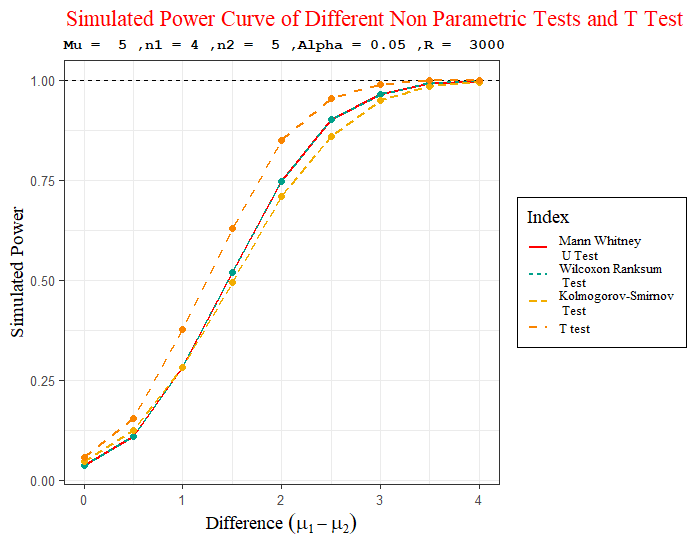 Simulated Power Curve of Different Non Parametric Tests and T Test
Mu =  5 ,n1 = 4 ,n2 =  5 ,Alpha = 0.05 ,R =  3000
1.00
0.75
0.50
0.25
0.00
Simulated Power
0 1 2 3 4
Difference (μ1 − μ2)
Index
Mann Whitney
U Test
Wilcoxon Ranksum
Test
Kolmogorov-Smirnov
Test
T test